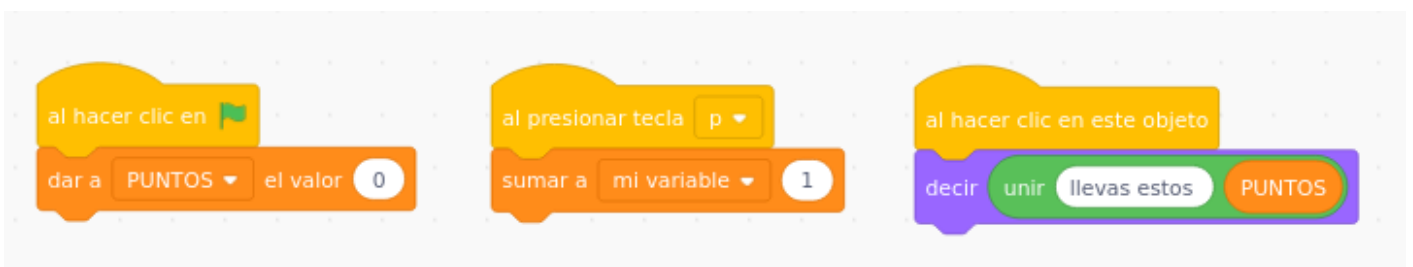 al hacer clic en
dar a PUNTOS el valor 0
al presionar tecla p
sumar a mi variable 1
al hacer clic en este objeto
decir unir llevas estos PUNTOS